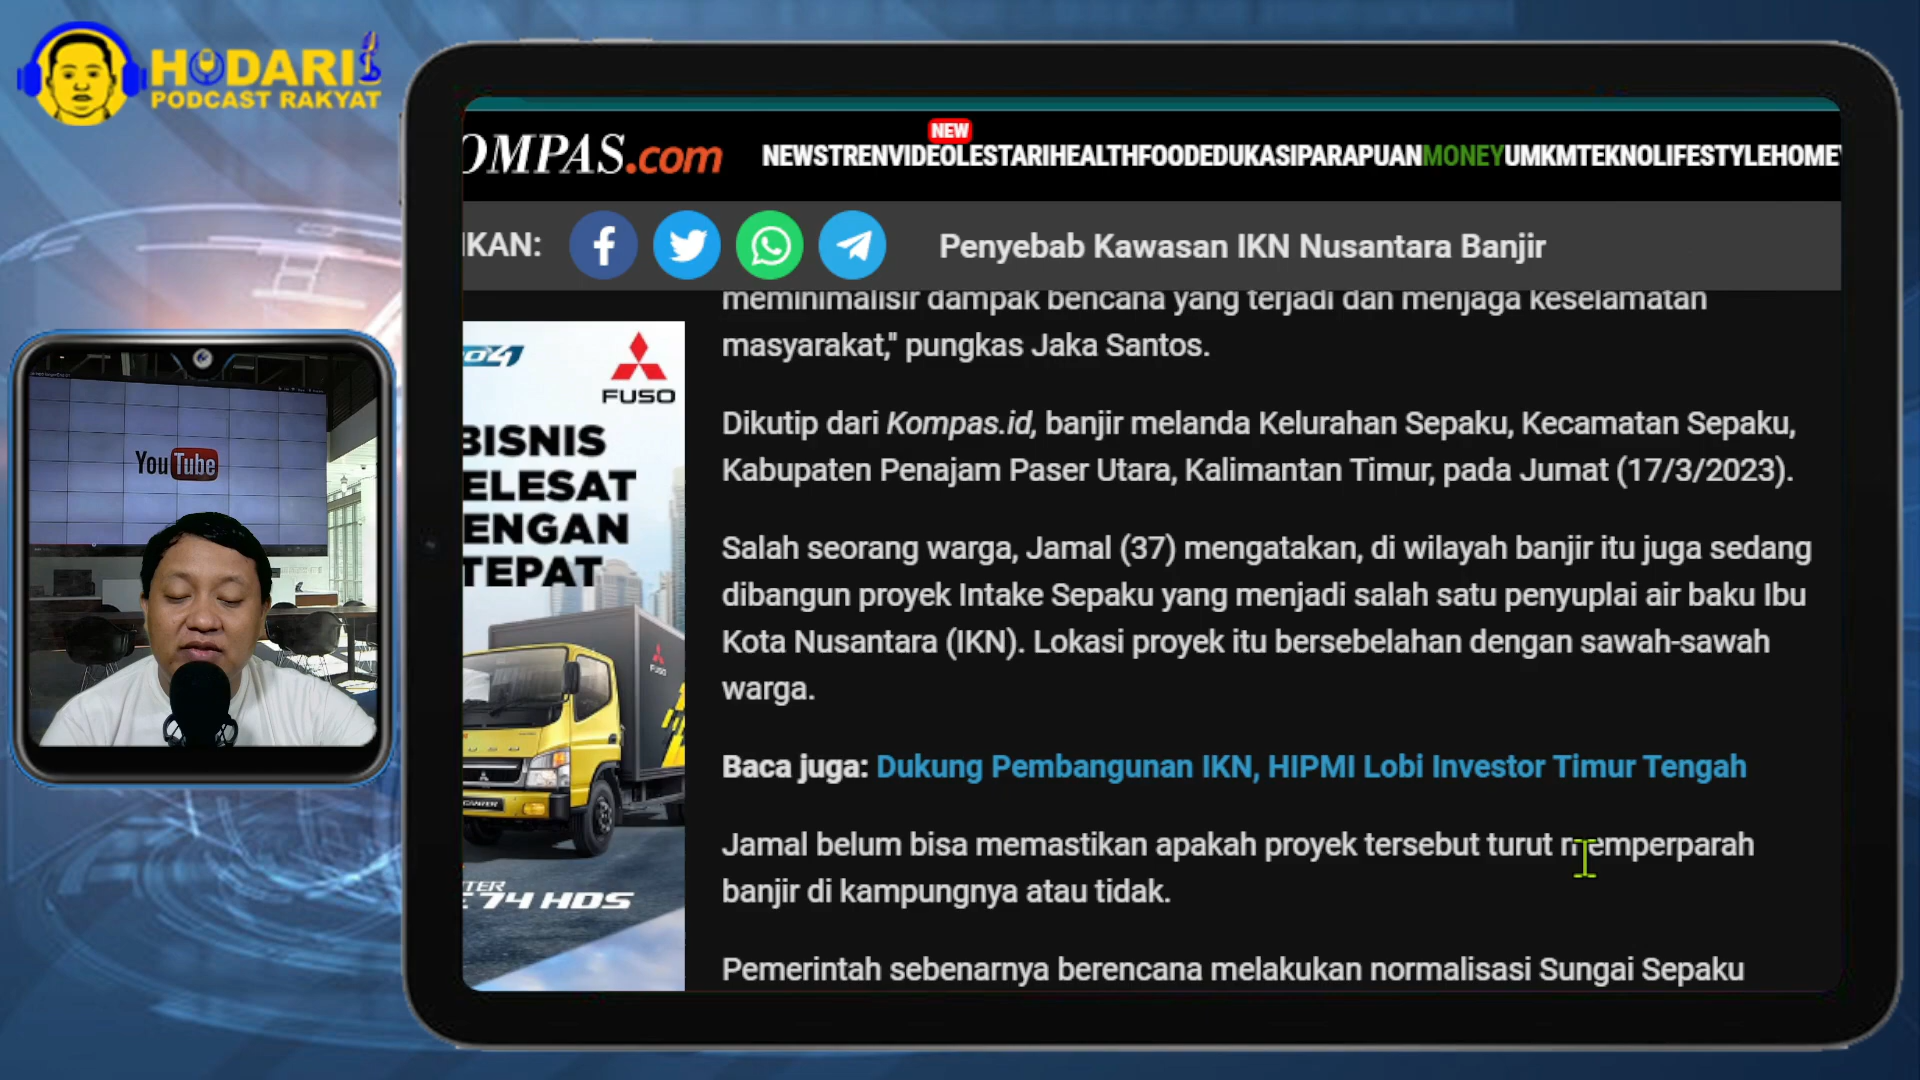 HODARI
PODCAST RAKYAT
YouTube
OMPAS.com
NEW
NEWSTRENVIDEOLESTARIHEALTHFOODEDUKASIPARAPUANMONEYUMKMTEKNOLIFESTYLEHOME
IKAN:
Penyebab Kawasan IKN Nusantara Banjir
meminimalisir dampak bencana yang terjadi dan menjaga keselamatan
masyarakat," pungkas Jaka Santos.
Dikutip dari Kompas.id, banjir melanda Kelurahan Sepaku, Kecamatan Sepaku,
Kabupaten Penajam Paser Utara, Kalimantan Timur, pada Jumat (17/3/2023).
Salah seorang warga, Jamal (37) mengatakan, di wilayah banjir itu juga sedang
dibangun proyek Intake Sepaku yang menjadi salah satu penyuplai air baku Ibu
Kota Nusantara (IKN). Lokasi proyek itu bersebelahan dengan sawah-sawah
warga.
Baca juga: Dukung Pembangunan IKN, HIPMI Lobi Investor Timur Tengah
Jamal belum bisa memastikan apakah proyek tersebut turut memperparah
banjir di kampungnya atau tidak.
Pemerintah sebenarnya berencana melakukan normalisasi Sungai Sepaku
FUSO
BISNIS
ELESAT
ENGAN
TEPAT
FUSO
CANTER
TER
74 HDS